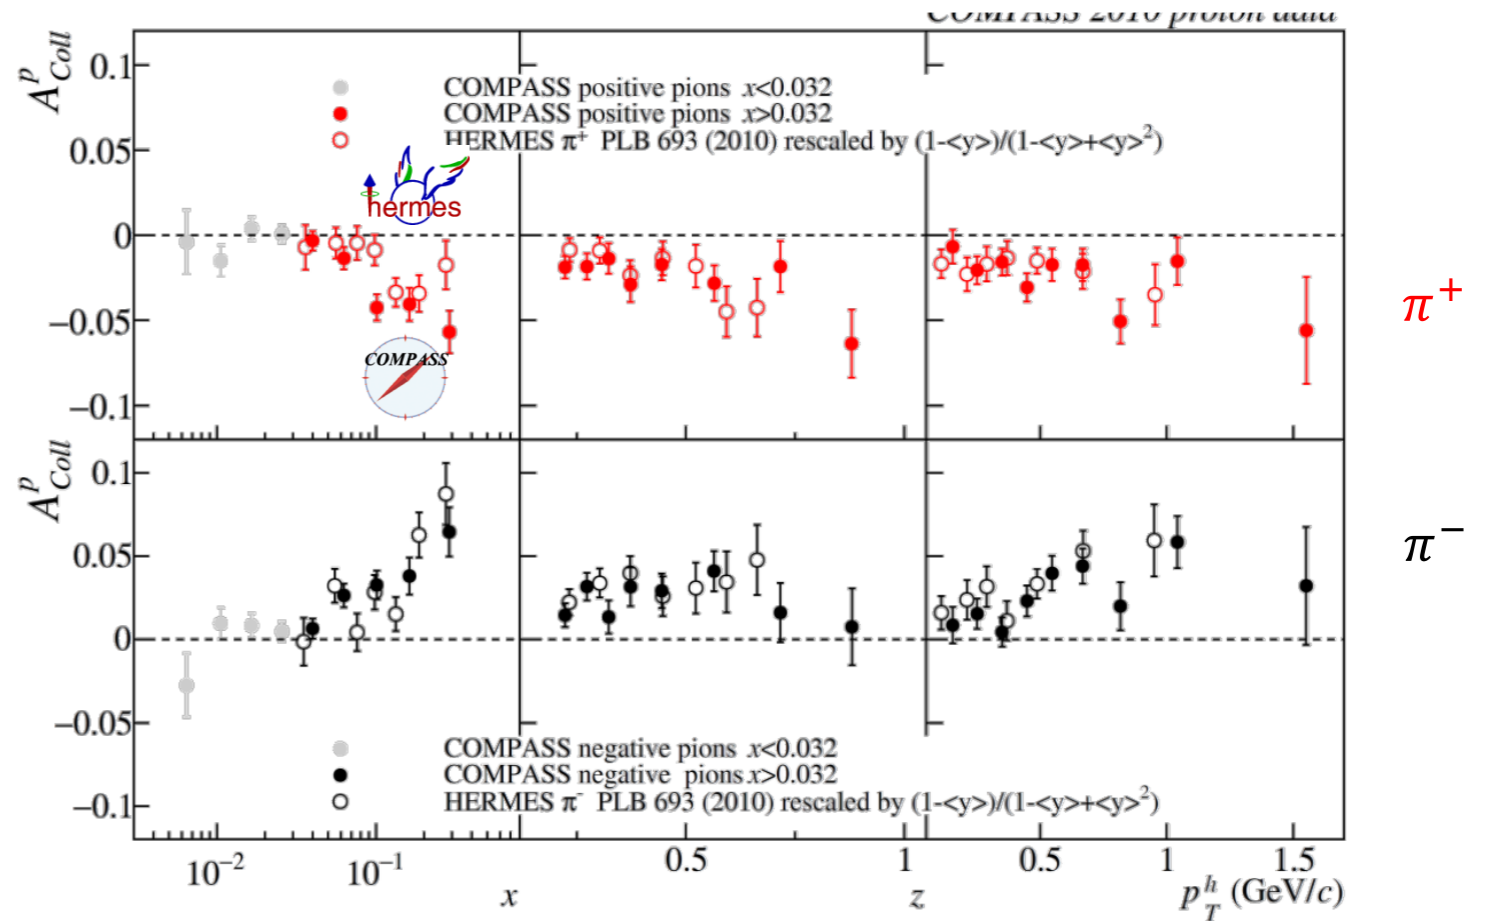 COMPASS 2010 proton data
A^p_Coll
0.1
0.05
0
−0.05
−0.1
COMPASS positive pions x<0.032
COMPASS positive pions x>0.032
HERMES π⁺ PLB 693 (2010) rescaled by (1-<y>)/(1-<y>+<y>²)
hermes
COMPASS
π⁺
A^p_Coll
0.1
0.05
0
−0.05
−0.1
π⁻
COMPASS negative pions x<0.032
COMPASS negative pions x>0.032
HERMES π⁻ PLB 693 (2010) rescaled by (1-<y>)/(1-<y>+<y>²)
10⁻² 10⁻¹ 0.5 1 0.5 1 1.5
x z p^h_T (GeV/c)